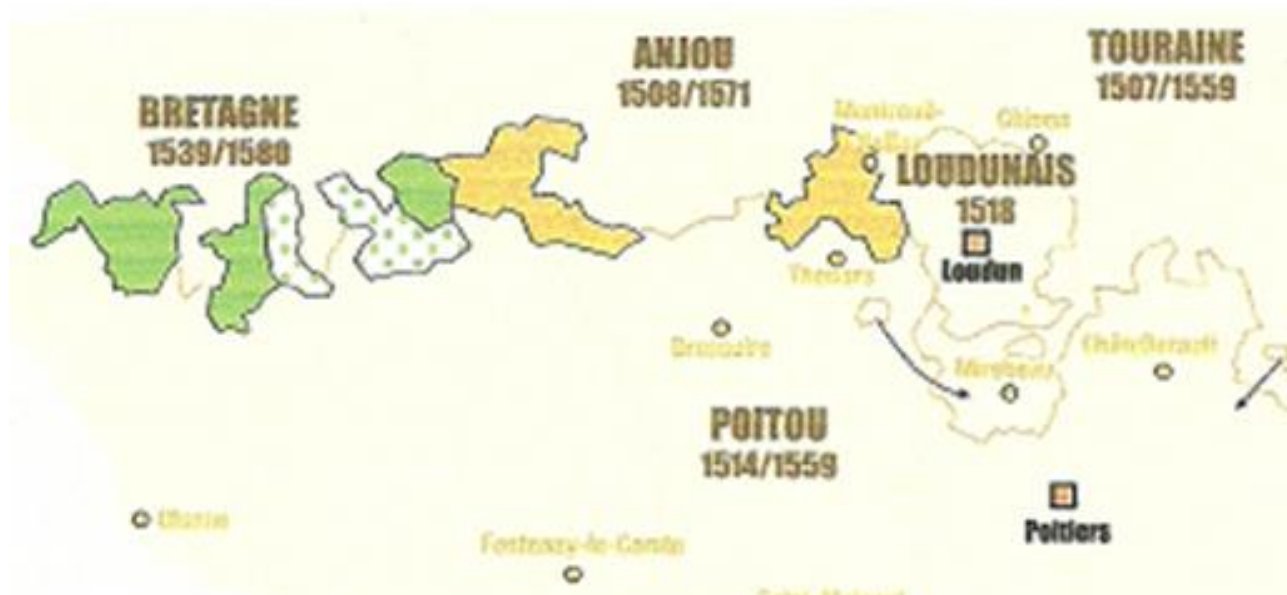 ANJOU
1508/1571
TOURAINE
1507/1559
BRETAGNE
1539/1580
LOUDUNAIS
1518
Loudun
Thouars
Bressuire
Châtellerault
Mirebeau
POITOU
1514/1559
Poitiers
Fontenay-le-Comte